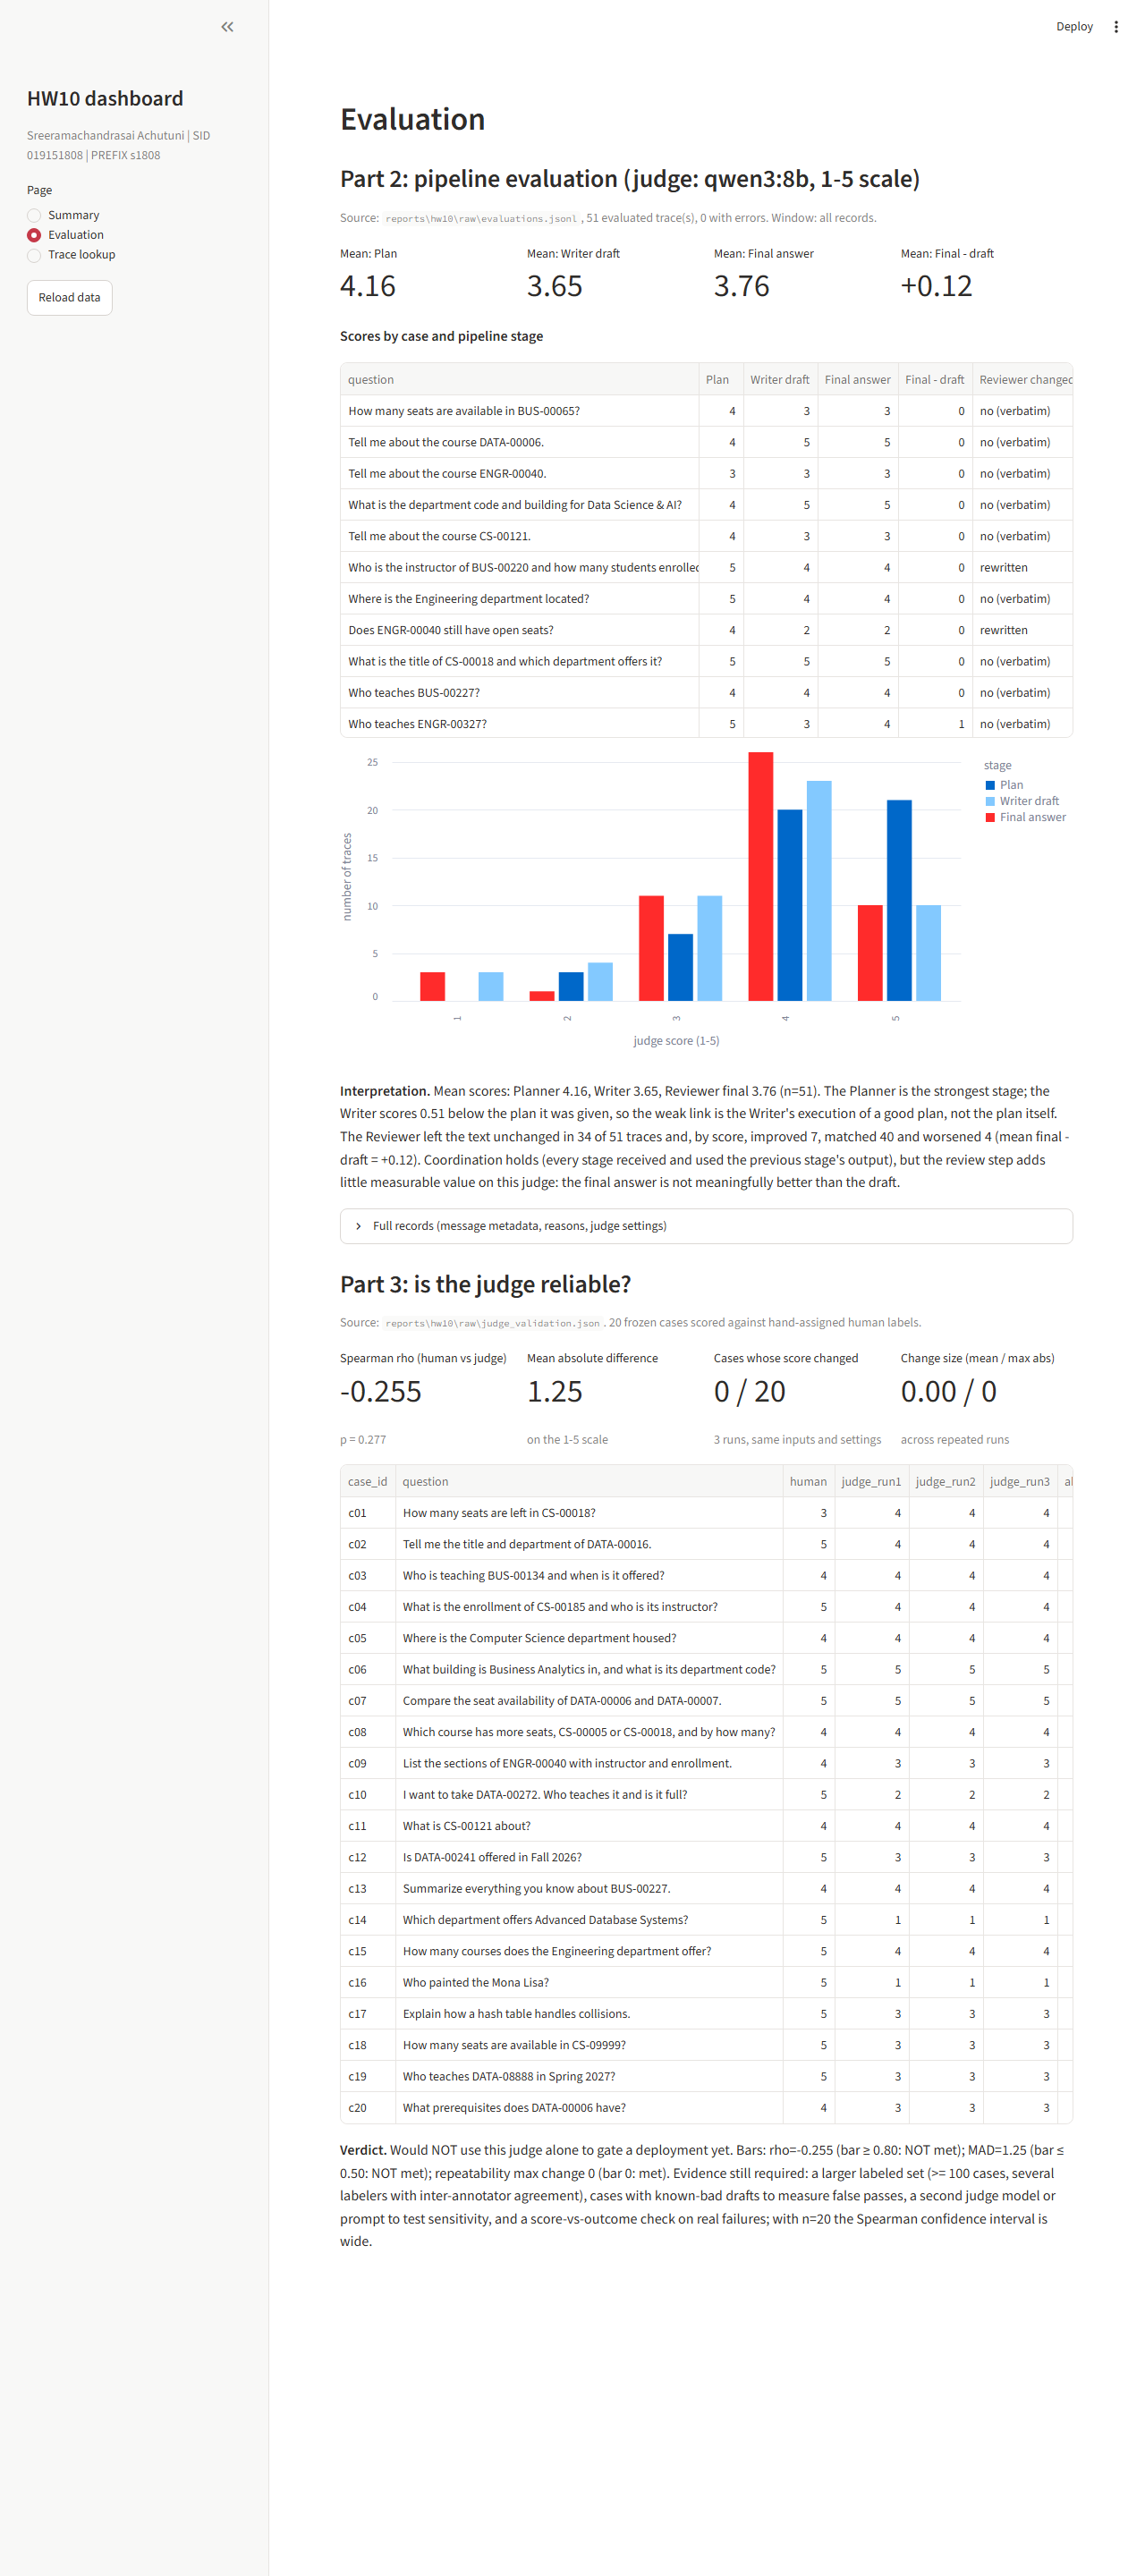 Deploy
HW10 dashboard
Sreeramachandrasai Achutuni | SID
019151808 | PREFIX s1808
Page
Summary
Evaluation
Trace lookup
Reload data
Evaluation
Part 2: pipeline evaluation (judge: qwen3:8b, 1-5 scale)
Source: reports\hw10\raw\evaluations.jsonl , 51 evaluated trace(s), 0 with errors. Window: all records.
Mean: Plan Mean: Writer draft Mean: Final answer Mean: Final - draft
4.16 3.65 3.76 +0.12
Scores by case and pipeline stage
question Plan Writer draft Final answer Final - draft Reviewer changed
How many seats are available in BUS-00065? 4 3 3 0 no (verbatim)
Tell me about the course DATA-00006. 4 5 5 0 no (verbatim)
Tell me about the course ENGR-00040. 3 3 3 0 no (verbatim)
What is the department code and building for Data Science & AI? 4 5 5 0 no (verbatim)
Tell me about the course CS-00121. 4 3 3 0 no (verbatim)
Who is the instructor of BUS-00220 and how many students enrolled 5 4 4 0 rewritten
Where is the Engineering department located? 5 4 4 0 no (verbatim)
Does ENGR-00040 still have open seats? 4 2 2 0 rewritten
What is the title of CS-00018 and which department offers it? 5 5 5 0 no (verbatim)
Who teaches BUS-00227? 4 4 4 0 no (verbatim)
Who teaches ENGR-00327? 5 3 4 1 no (verbatim)
25
20
15
10
5
0
number of traces
1 2 3 4 5
judge score (1-5)
stage
Plan
Writer draft
Final answer
Interpretation. Mean scores: Planner 4.16, Writer 3.65, Reviewer final 3.76 (n=51). The Planner is the strongest stage; the
Writer scores 0.51 below the plan it was given, so the weak link is the Writer's execution of a good plan, not the plan itself.
The Reviewer left the text unchanged in 34 of 51 traces and, by score, improved 7, matched 40 and worsened 4 (mean final -
draft = +0.12). Coordination holds (every stage received and used the previous stage's output), but the review step adds
little measurable value on this judge: the final answer is not meaningfully better than the draft.
Full records (message metadata, reasons, judge settings)
Part 3: is the judge reliable?
Source: reports\hw10\raw\judge_validation.json . 20 frozen cases scored against hand-assigned human labels.
Spearman rho (human vs judge) Mean absolute difference Cases whose score changed Change size (mean / max abs)
-0.255 1.25 0 / 20 0.00 / 0
p = 0.277 on the 1-5 scale 3 runs, same inputs and settings across repeated runs
case_id question human judge_run1 judge_run2 judge_run3 al
c01 How many seats are left in CS-00018? 3 4 4 4
c02 Tell me the title and department of DATA-00016. 5 4 4 4
c03 Who is teaching BUS-00134 and when is it offered? 4 4 4 4
c04 What is the enrollment of CS-00185 and who is its instructor? 5 4 4 4
c05 Where is the Computer Science department housed? 4 4 4 4
c06 What building is Business Analytics in, and what is its department code? 5 5 5 5
c07 Compare the seat availability of DATA-00006 and DATA-00007. 5 5 5 5
c08 Which course has more seats, CS-00005 or CS-00018, and by how many? 4 4 4 4
c09 List the sections of ENGR-00040 with instructor and enrollment. 4 3 3 3
c10 I want to take DATA-00272. Who teaches it and is it full? 5 2 2 2
c11 What is CS-00121 about? 4 4 4 4
c12 Is DATA-00241 offered in Fall 2026? 5 3 3 3
c13 Summarize everything you know about BUS-00227. 4 4 4 4
c14 Which department offers Advanced Database Systems? 5 1 1 1
c15 How many courses does the Engineering department offer? 5 4 4 4
c16 Who painted the Mona Lisa? 5 1 1 1
c17 Explain how a hash table handles collisions. 5 3 3 3
c18 How many seats are available in CS-09999? 5 3 3 3
c19 Who teaches DATA-08888 in Spring 2027? 5 3 3 3
c20 What prerequisites does DATA-00006 have? 4 3 3 3
Verdict. Would NOT use this judge alone to gate a deployment yet. Bars: rho=-0.255 (bar ≥ 0.80: NOT met); MAD=1.25 (bar ≤
0.50: NOT met); repeatability max change 0 (bar 0: met). Evidence still required: a larger labeled set (>= 100 cases, several
labelers with inter-annotator agreement), cases with known-bad drafts to measure false passes, a second judge model or
prompt to test sensitivity, and a score-vs-outcome check on real failures; with n=20 the Spearman confidence interval is
wide.